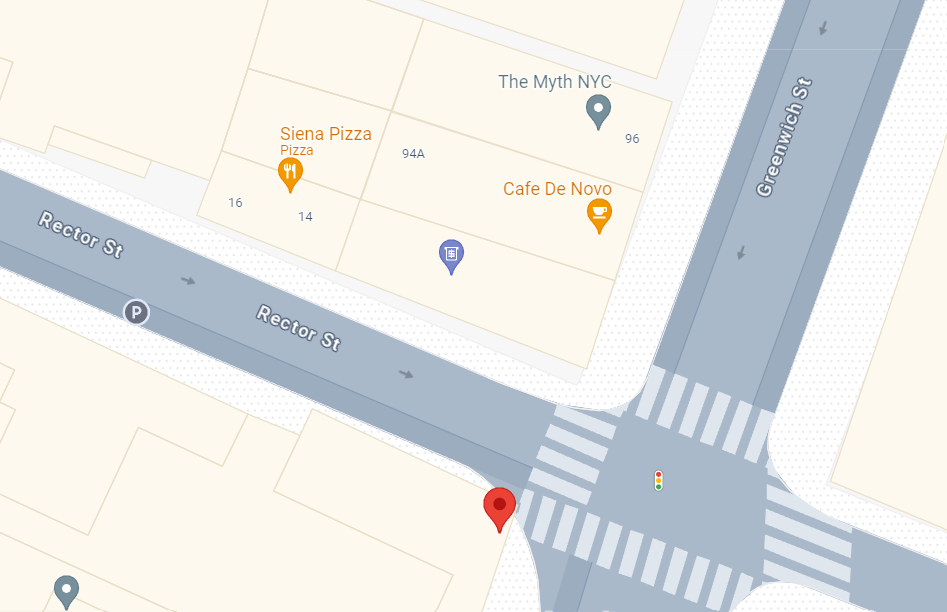 The Myth NYC
96
Siena Pizza
Pizza
94A
Cafe De Novo
16
14
Greenwich St
Rector St
P
Rector St